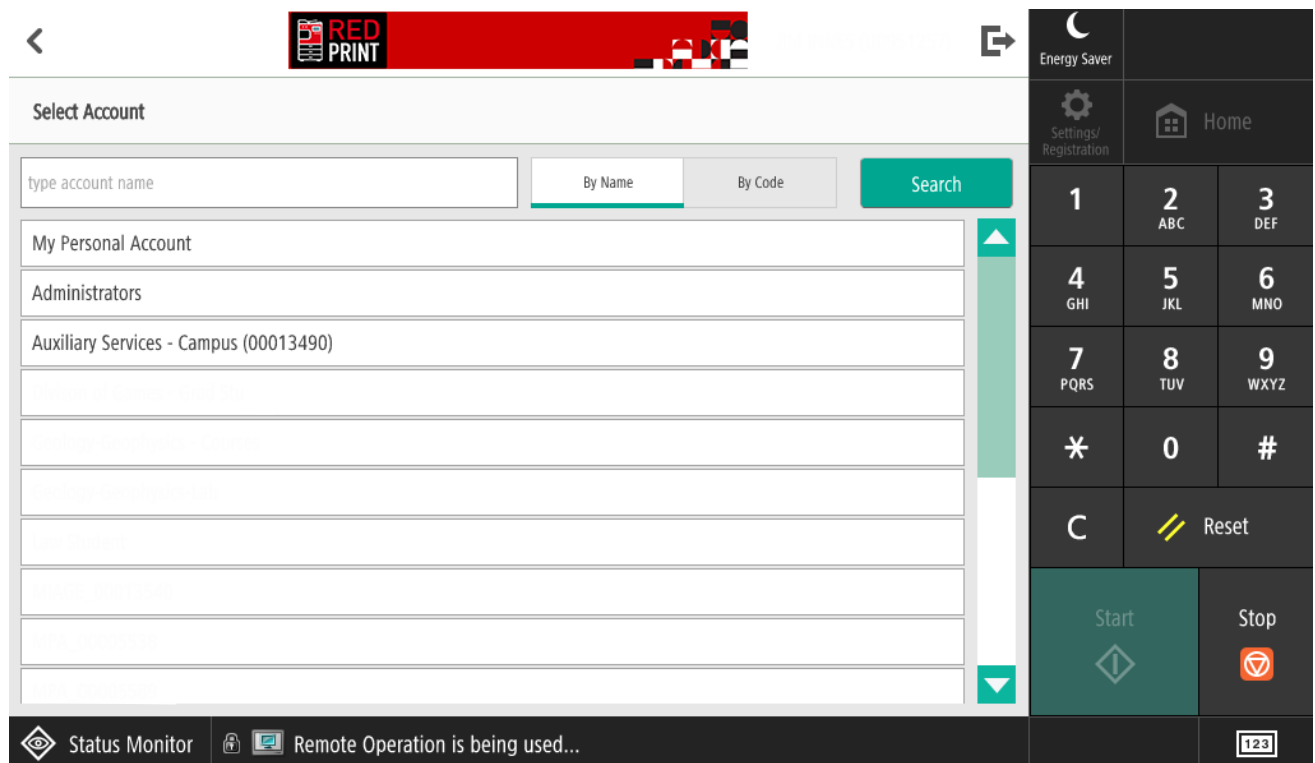 RED
PRINT
Energy Saver
Select Account
Settings/
Registration
Home
type account name
By Name
By Code
Search
My Personal Account
Administrators
Auxiliary Services - Campus (00013490)
1
2
ABC
3
DEF
4
GHI
5
JKL
6
MNO
7
PQRS
8
TUV
9
WXYZ
*
0
#
C
Reset
Start
Stop
Status Monitor
Remote Operation is being used...
123